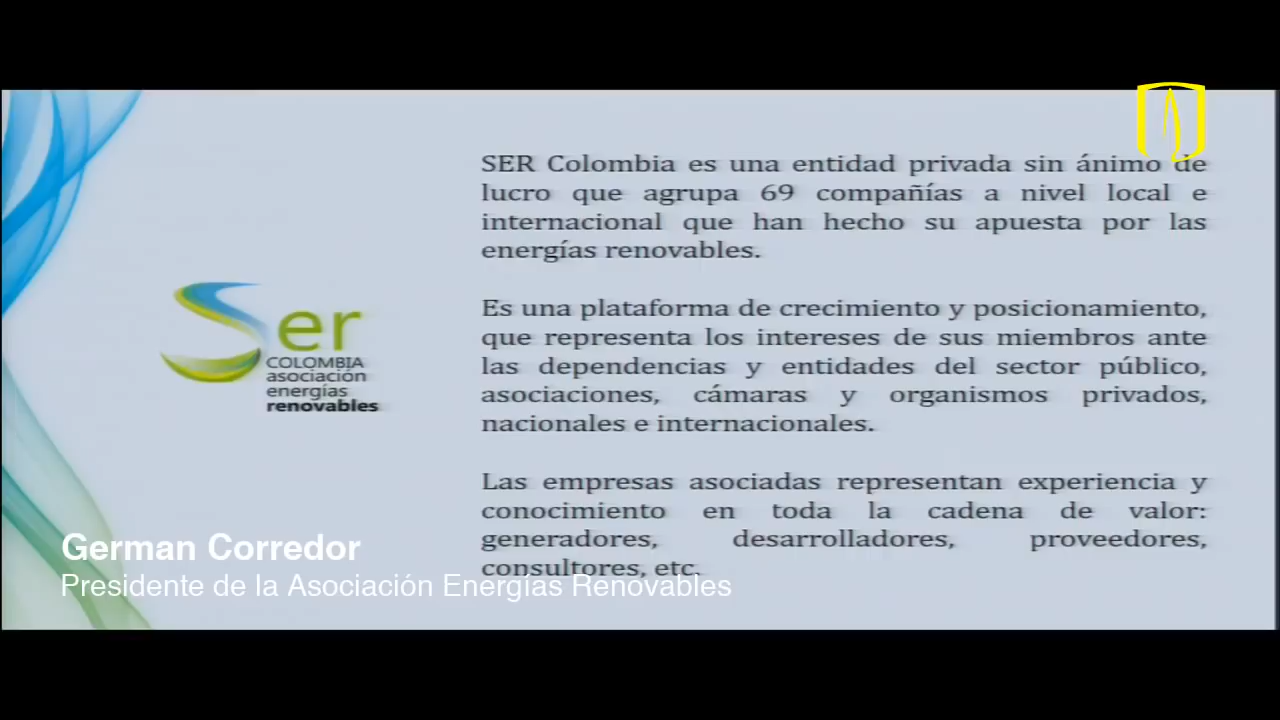 SER Colombia es una entidad privada sin ánimo de
lucro que agrupa 69 compañías a nivel local e
internacional que han hecho su apuesta por las
energías renovables.
Es una plataforma de crecimiento y posicionamiento,
que representa los intereses de sus miembros ante
las dependencias y entidades del sector público,
asociaciones, cámaras y organismos privados,
nacionales e internacionales.
Las empresas asociadas representan experiencia y
conocimiento en toda la cadena de valor:
generadores, desarrolladores, proveedores,
consultores, etc.
Ser
COLOMBIA
asociación
energías
renovables
German Corredor
Presidente de la Asociación Energías Renovables